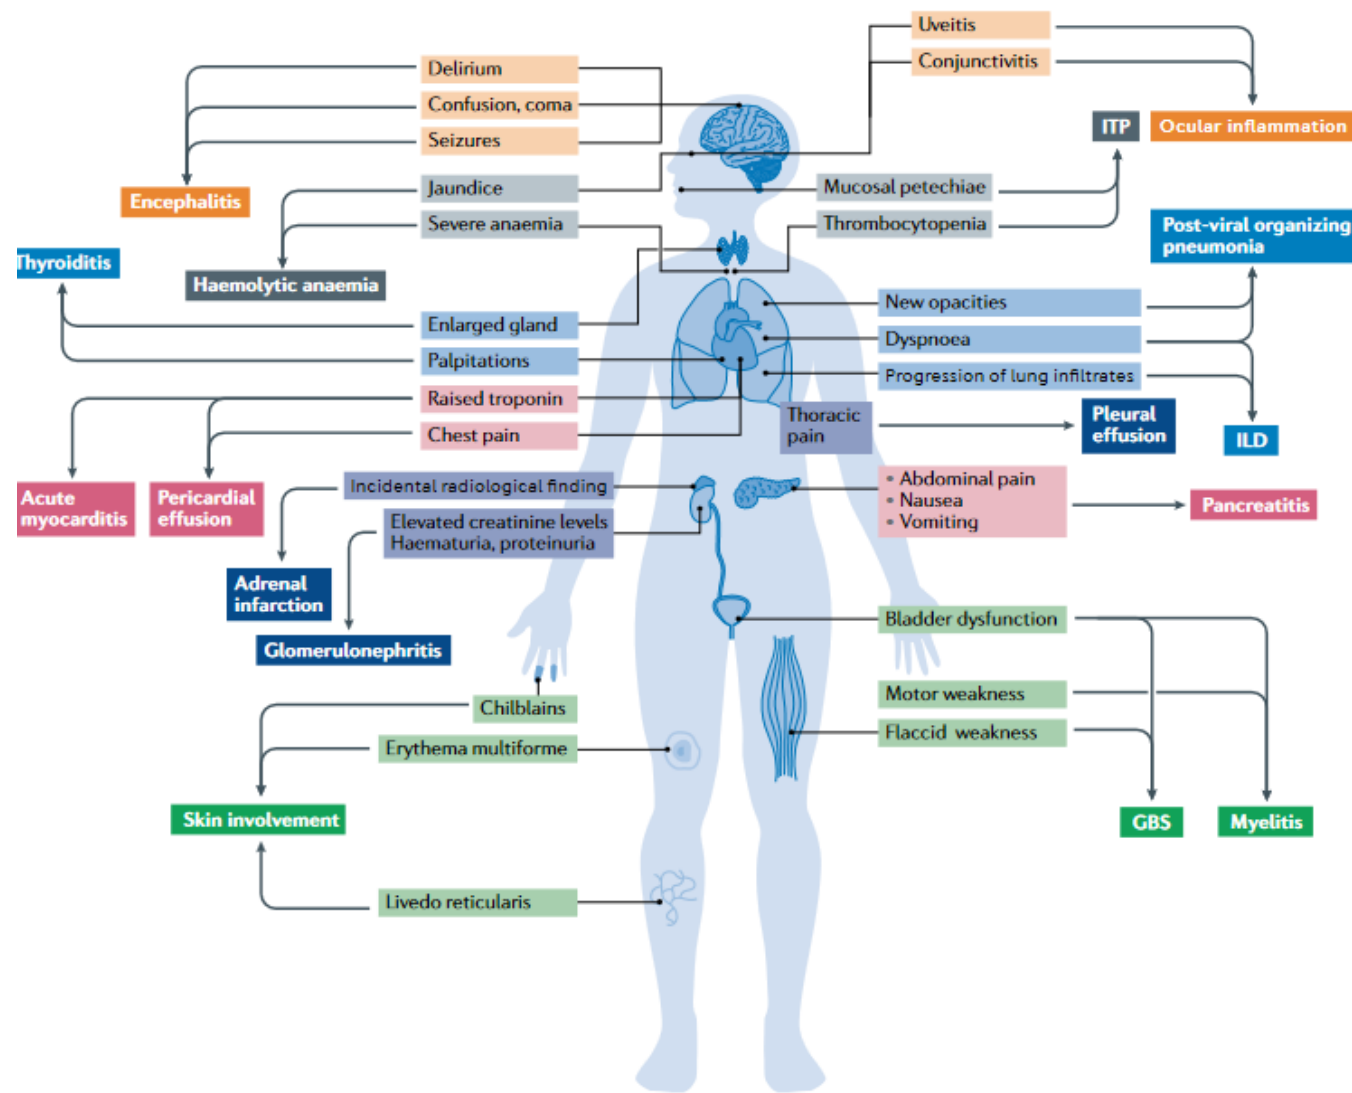 Uveitis
Conjunctivitis
Delirium
Confusion, coma
Seizures
ITP
Ocular inflammation
Encephalitis
Jaundice
Mucosal petechiae
Severe anaemia
Thrombocytopenia
Post-viral organizing
pneumonia
Thyroiditis
Haemolytic anaemia
New opacities
Enlarged gland
Dyspnoea
Palpitations
Progression of lung infiltrates
Raised troponin
Chest pain
Thoracic
pain
Pleural
effusion
ILD
Acute
myocarditis
Pericardial
effusion
Incidental radiological finding
• Abdominal pain
• Nausea
• Vomiting
Pancreatitis
Elevated creatinine levels
Haematuria, proteinuria
Adrenal
infarction
Glomerulonephritis
Bladder dysfunction
Chilblains
Motor weakness
Erythema multiforme
Flaccid weakness
Skin involvement
GBS
Myelitis
Livedo reticularis